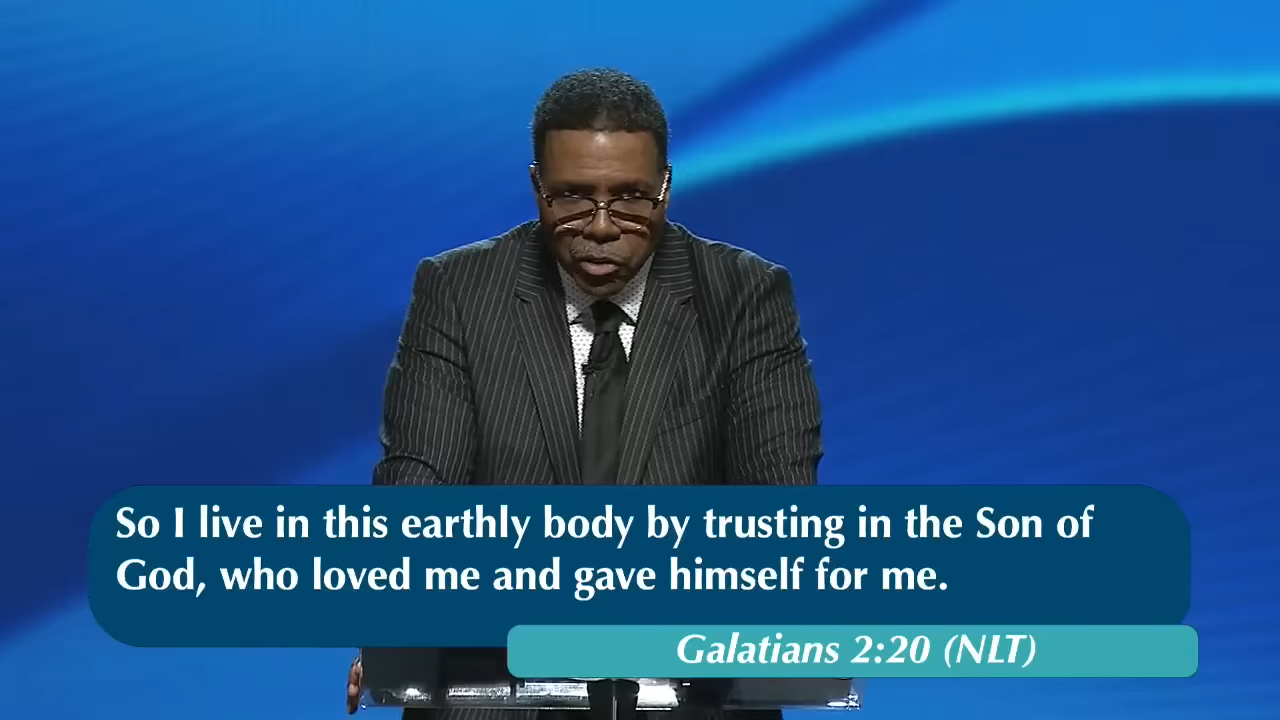 So I live in this earthly body by trusting in the Son of
God, who loved me and gave himself for me.
Galatians 2:20 (NLT)